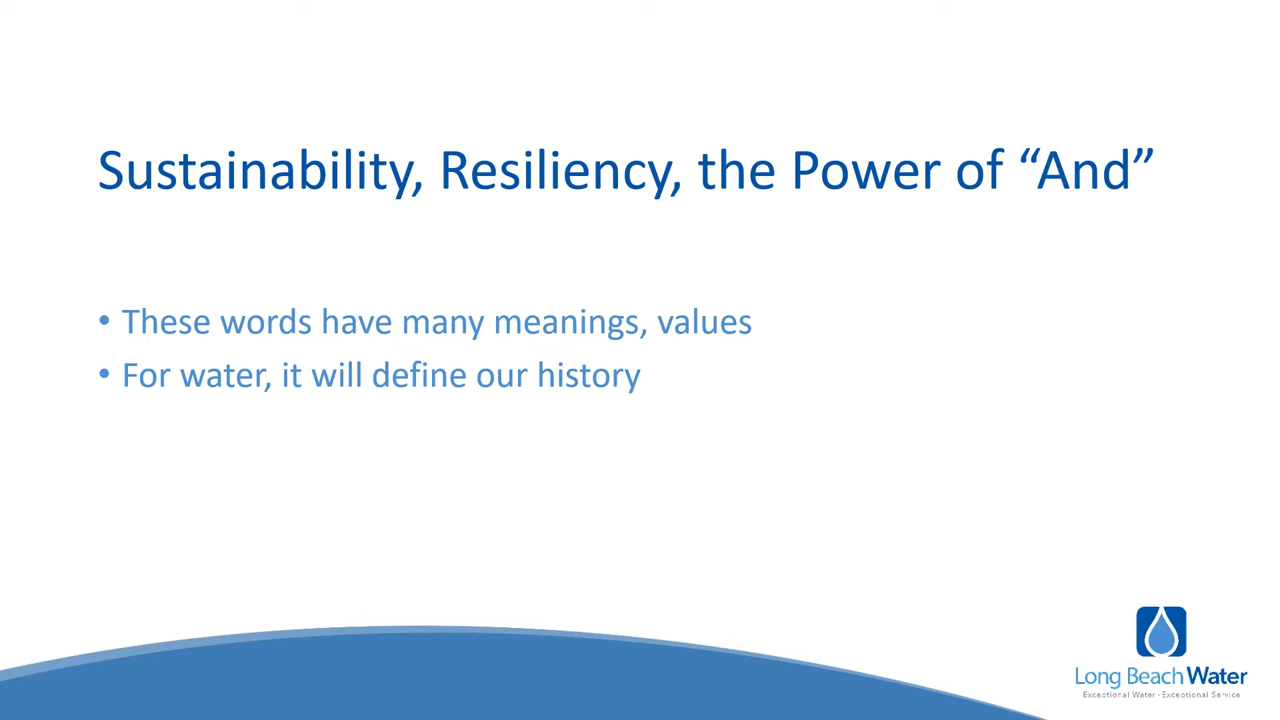 Sustainability, Resiliency, the Power of “And”
• These words have many meanings, values
• For water, it will define our history
Long Beach Water
Exceptional Water - Exceptional Service